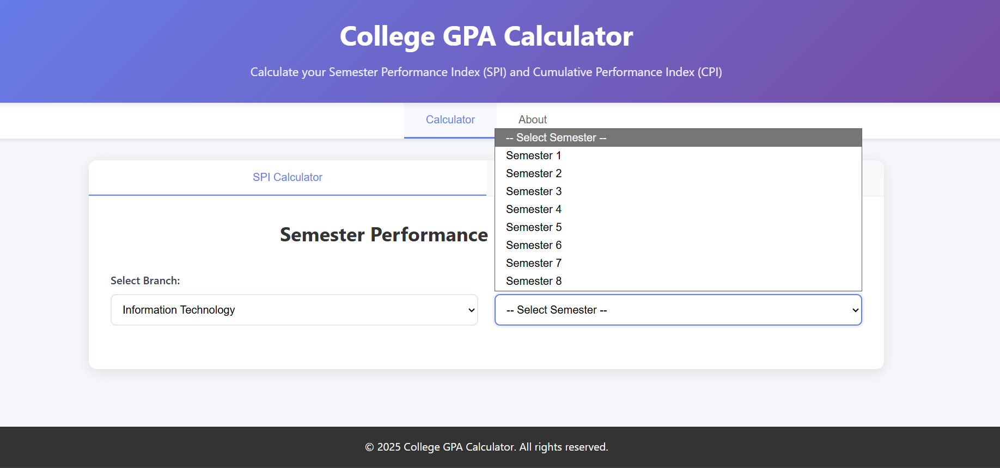 College GPA Calculator
Calculate your Semester Performance Index (SPI) and Cumulative Performance Index (CPI)
Calculator
About
SPI Calculator
Semester Performance
Select Branch:
Information Technology
-- Select Semester --
Semester 1
Semester 2
Semester 3
Semester 4
Semester 5
Semester 6
Semester 7
Semester 8
-- Select Semester --
© 2025 College GPA Calculator. All rights reserved.